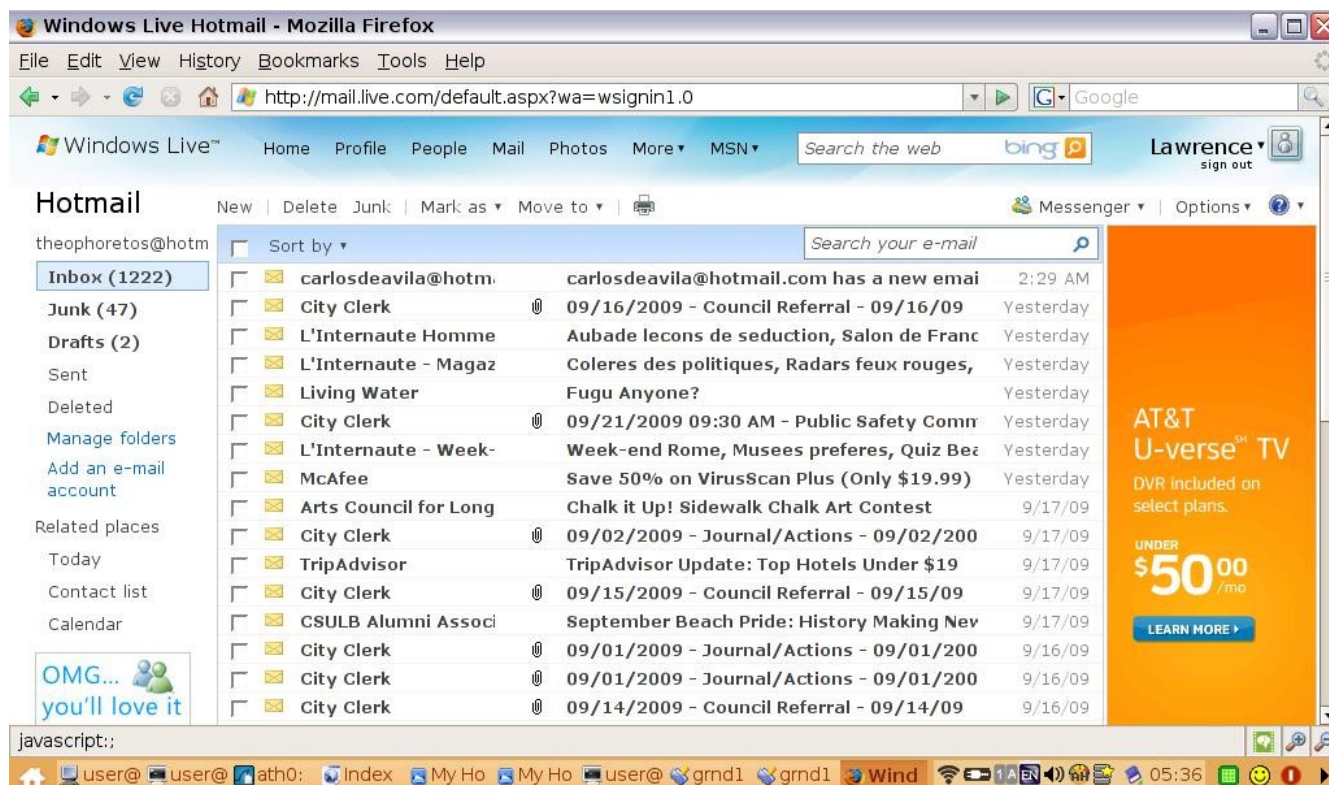 Windows Live Hotmail - Mozilla Firefox
File Edit View History Bookmarks Tools Help
http://mail.live.com/default.aspx?wa=wsignin1.0 G Google
Windows Live™ Home Profile People Mail Photos More MSN Search the web bing Lawrence
sign out
Hotmail New | Delete Junk | Mark as Move to | Messenger | Options ?
theophoretos@hotm Sort by Search your e-mail
Inbox (1222) carlosdeavila@hotm carlosdeavila@hotmail.com has a new emai 2:29 AM
Junk (47) City Clerk 09/16/2009 - Council Referral - 09/16/09 Yesterday
Drafts (2) L'Internaute Homme Aubade lecons de seduction, Salon de Franc Yesterday
Sent L'Internaute - Magaz Coleres des politiques, Radars feux rouges, Yesterday
Deleted Living Water Fugu Anyone? Yesterday
Manage folders City Clerk 09/21/2009 09:30 AM - Public Safety Comm Yesterday
Add an e-mail L'Internaute - Week- Week-end Rome, Musees preferes, Quiz Bea Yesterday
account McAfee Save 50% on VirusScan Plus (Only $19.99) Yesterday
Arts Council for Long Chalk it Up! Sidewalk Chalk Art Contest 9/17/09
Related places City Clerk 09/02/2009 - Journal/Actions - 09/02/200 9/17/09
Today TripAdvisor TripAdvisor Update: Top Hotels Under $19 9/17/09
Contact list City Clerk 09/15/2009 - Council Referral - 09/15/09 9/17/09
Calendar CSULB Alumni Associ September Beach Pride: History Making New 9/17/09
City Clerk 09/01/2009 - Journal/Actions - 09/01/200 9/16/09
City Clerk 09/01/2009 - Journal/Actions - 09/01/200 9/16/09
City Clerk 09/14/2009 - Council Referral - 09/14/09 9/16/09
OMG...
you'll love it
AT&T
U-verse℠ TV
DVR included on
select plans.
UNDER
$50.00
/mo
LEARN MORE
javascript:;
user@ user@ ath0: Index My Ho My Ho user@ grnd1 grnd1 Wind 1 A EN 05:36